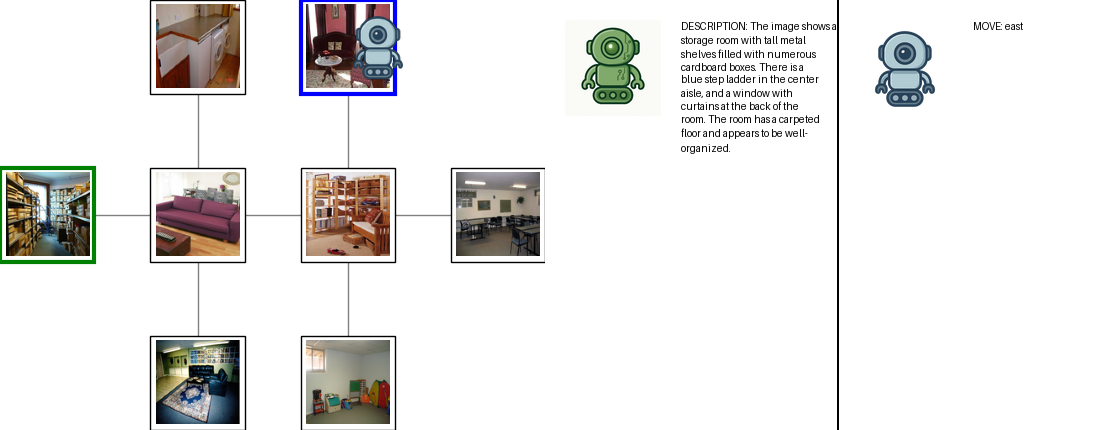 DESCRIPTION: The image shows a
storage room with tall metal
shelves filled with numerous
cardboard boxes. There is a
blue step ladder in the center
aisle, and a window with
curtains at the back of the
room. The room has a carpeted
floor and appears to be well-
organized.
MOVE: east